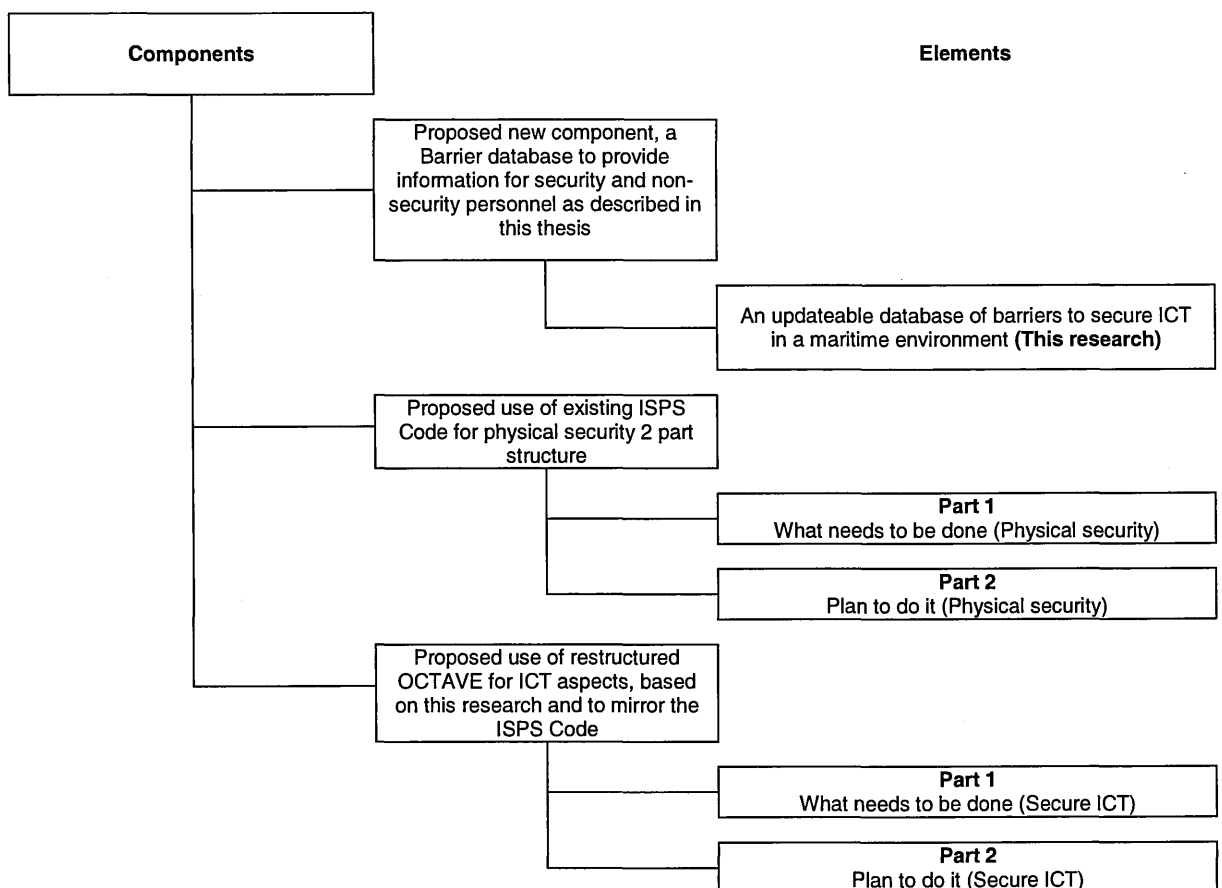 Components
Elements
Proposed new component, a
Barrier database to provide
information for security and non-
security personnel as described in
this thesis
An updateable database of barriers to secure ICT
in a maritime environment (This research)
Proposed use of existing ISPS
Code for physical security 2 part
structure
Part 1
What needs to be done (Physical security)
Part 2
Plan to do it (Physical security)
Proposed use of restructured
OCTAVE for ICT aspects, based
on this research and to mirror the
ISPS Code
Part 1
What needs to be done (Secure ICT)
Part 2
Plan to do it (Secure ICT)